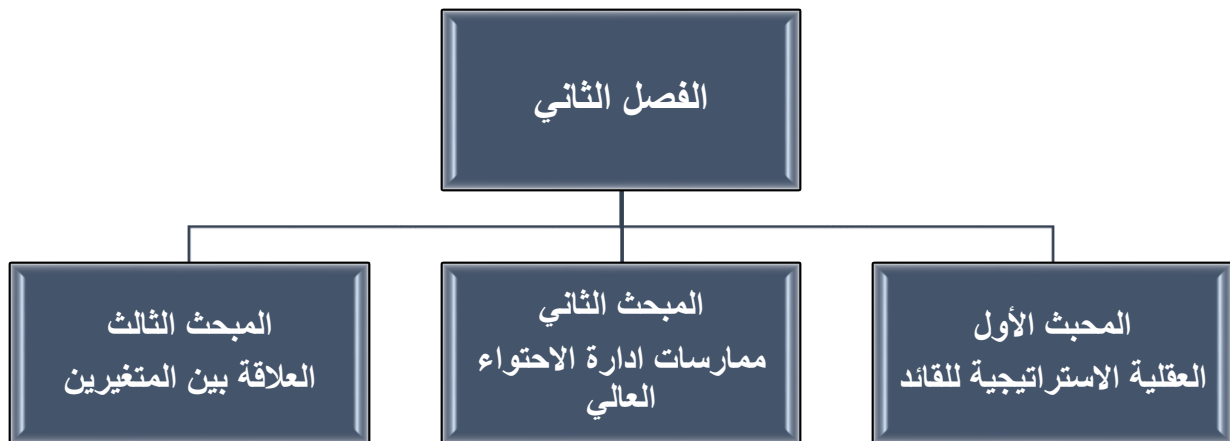 الفصل الثاني
المحبث الأول
العقلية الاستراتيجية للقائد
المبحث الثاني
ممارسات ادارة الاحتواء
العالي
المبحث الثالث
العلاقة بين المتغيرين